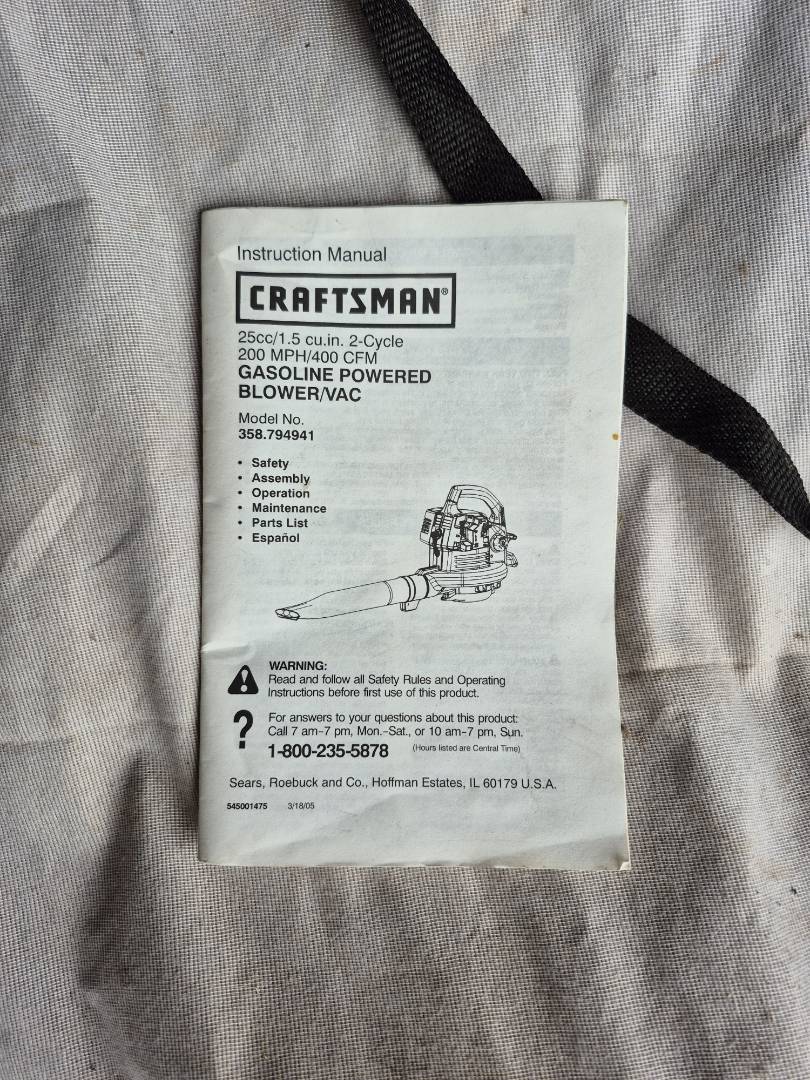 Instruction Manual
CRAFTSMAN®
25cc/1.5 cu.in. 2-Cycle
200 MPH/400 CFM
GASOLINE POWERED
BLOWER/VAC
Model No.
358.794941
• Safety
• Assembly
• Operation
• Maintenance
• Parts List
• Español
WARNING:
Read and follow all Safety Rules and Operating
Instructions before first use of this product.
For answers to your questions about this product:
Call 7 am-7 pm, Mon.-Sat., or 10 am-7 pm, Sun.
1-800-235-5878 (Hours listed are Central Time)
Sears, Roebuck and Co., Hoffman Estates, IL 60179 U.S.A.
545001475 3/18/05